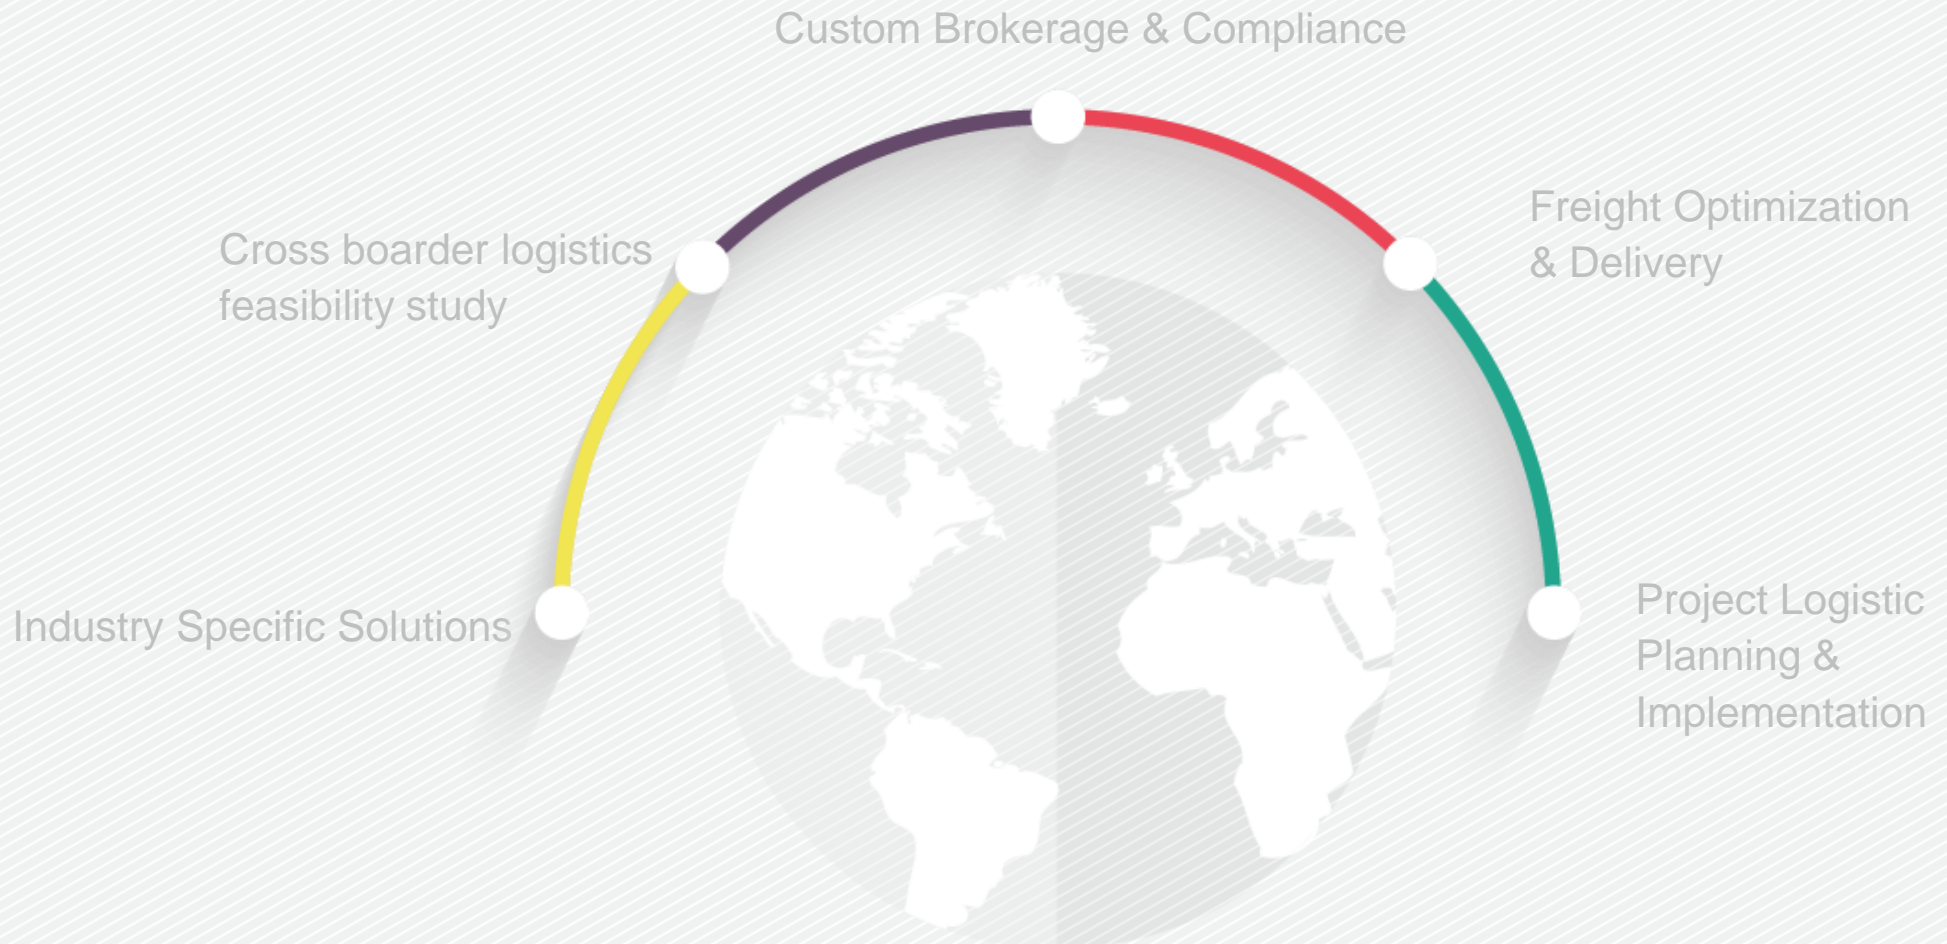 Custom Brokerage & Compliance
Freight Optimization
& Delivery
Cross boarder logistics
feasibility study
Industry Specific Solutions
Project Logistic
Planning &
Implementation